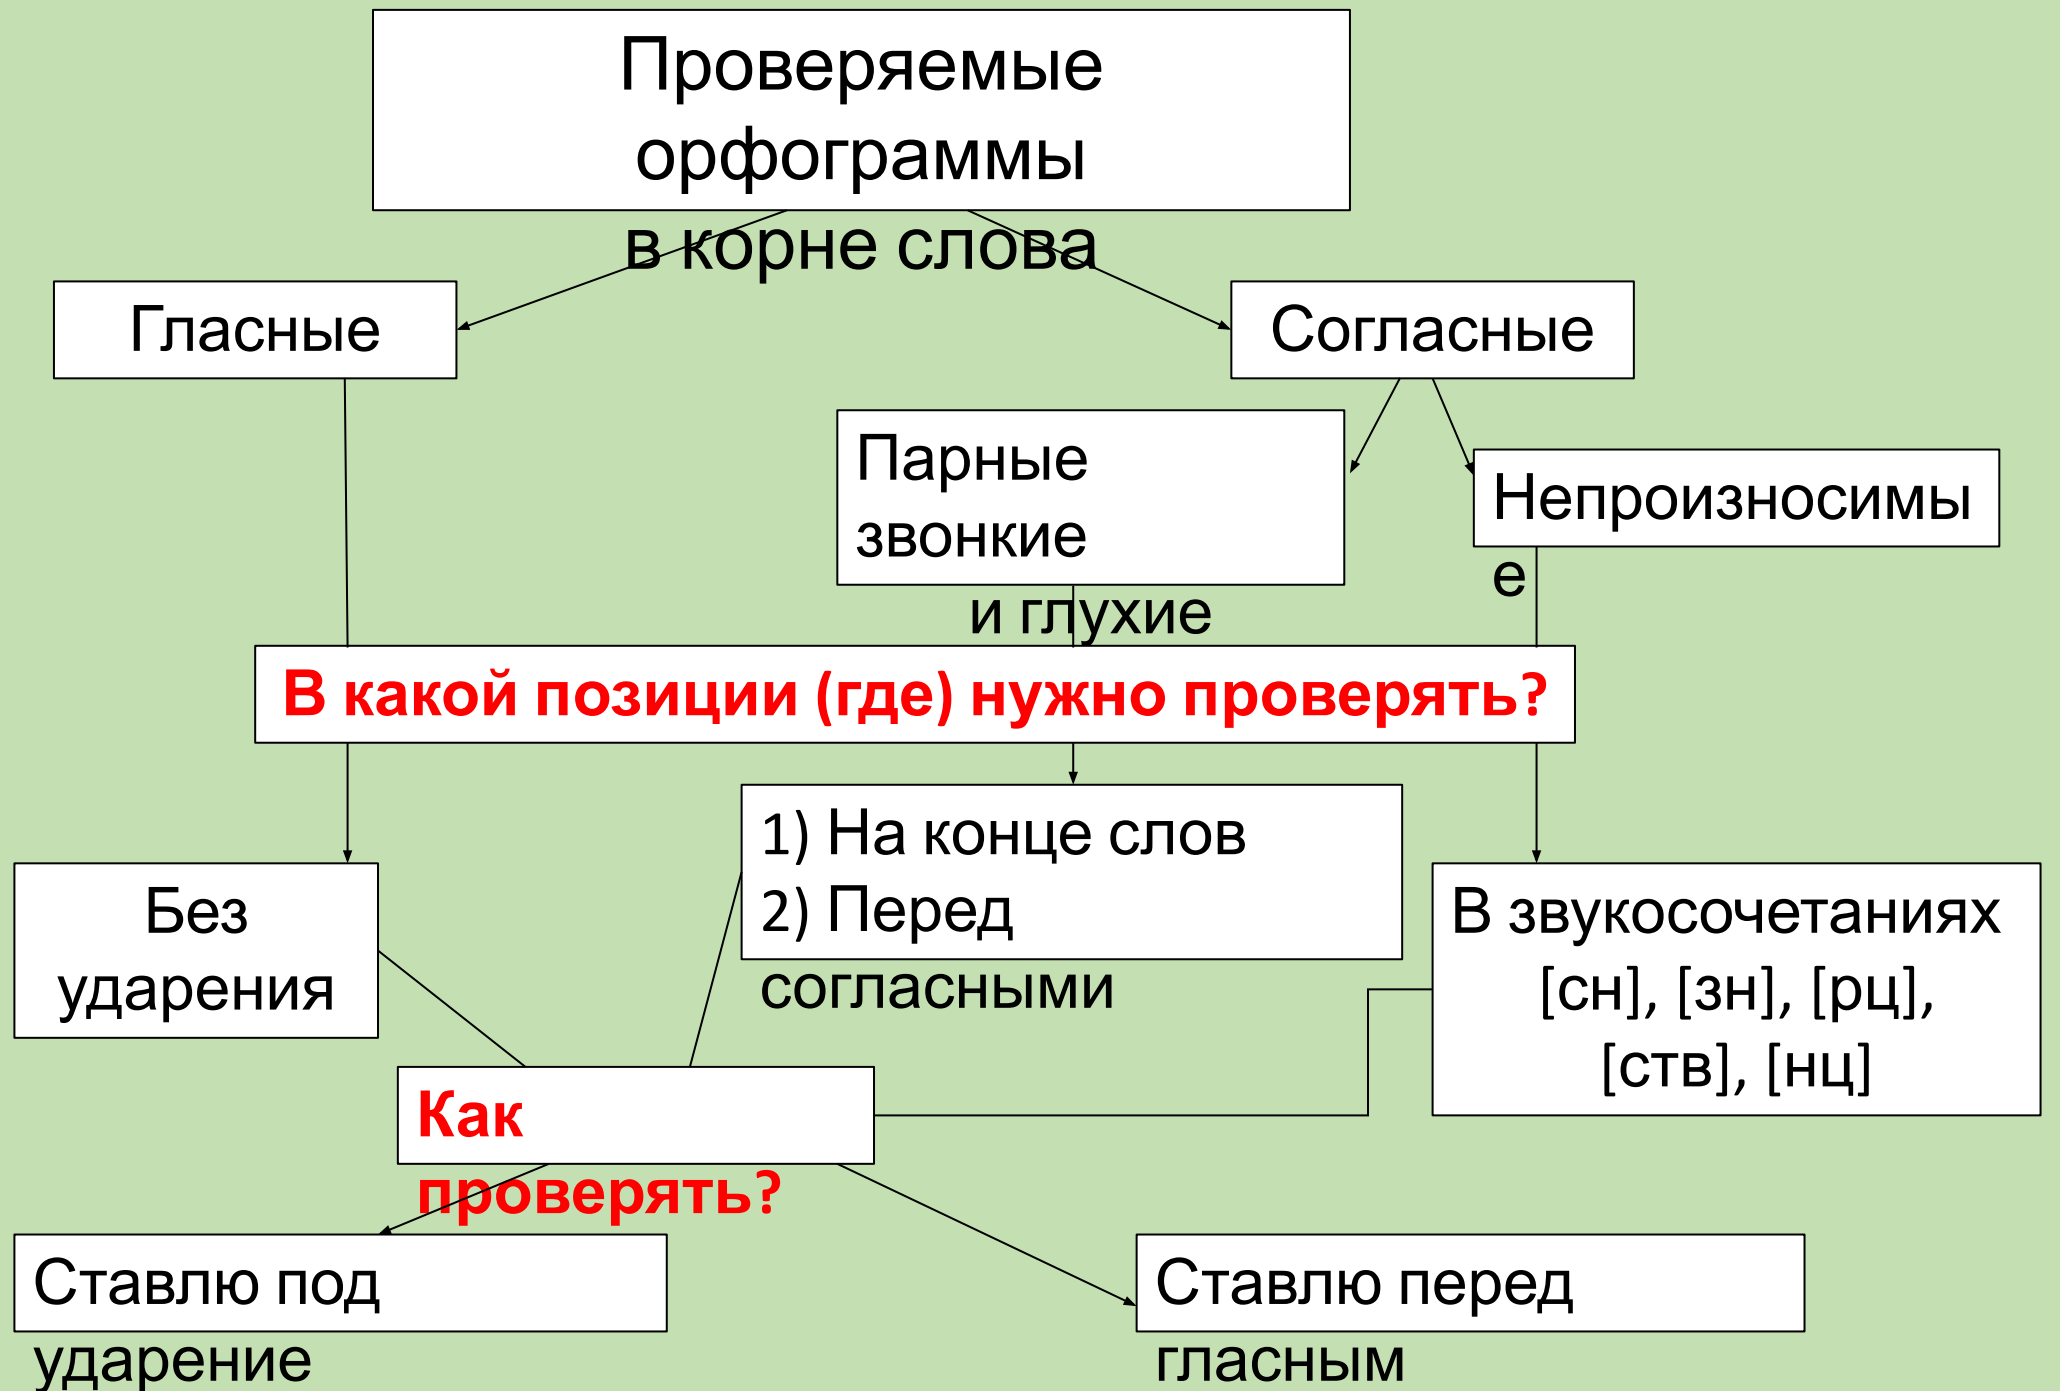 Проверяемые
орфограммы
в корне слова
Гласные
Согласные
Парные
звонкие
и глухие
Непроизносимы
е
В какой позиции (где) нужно проверять?
Без
ударения
1) На конце слов
2) Перед
согласными
В звукосочетаниях
[сн], [зн], [рц],
[ств], [нц]
Как
проверять?
Ставлю под
ударение
Ставлю перед
гласным